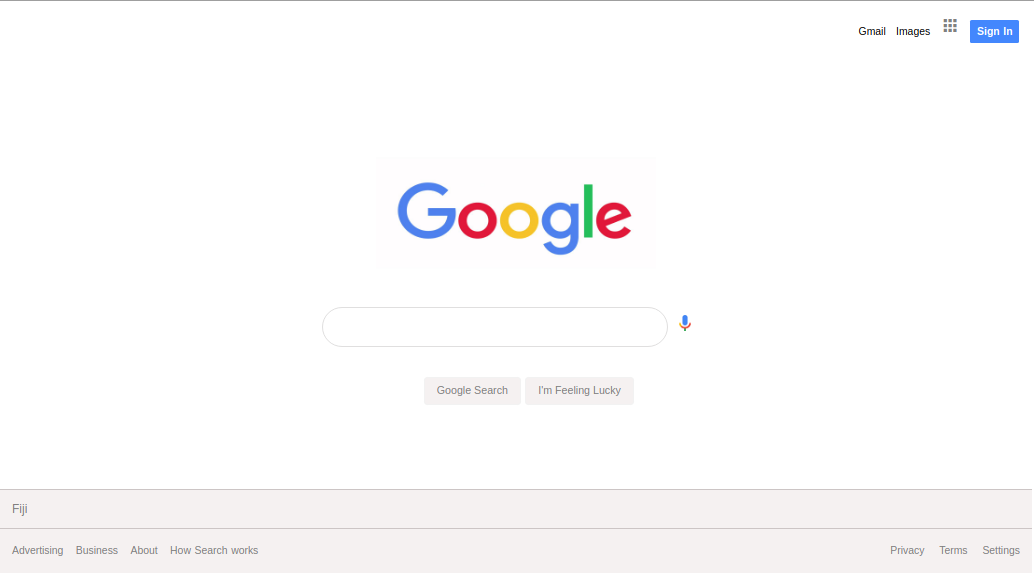 Gmail Images Sign In
Google
Google Search I'm Feeling Lucky
Fiji
Advertising Business About How Search works Privacy Terms Settings